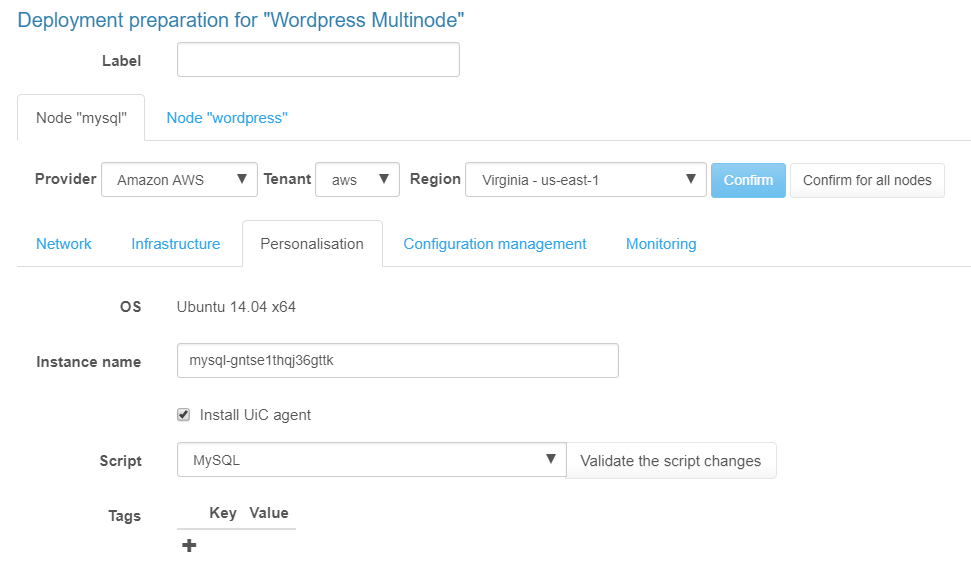 Deployment preparation for "Wordpress Multinode"
Label
Node "mysql" Node "wordpress"
Provider Amazon AWS Tenant aws Region Virginia - us-east-1 Confirm Confirm for all nodes
Network Infrastructure Personalisation Configuration management Monitoring
OS Ubuntu 14.04 x64
Instance name mysql-gntse1thqj36gttk
Install UiC agent
Script MySQL Validate the script changes
Tags Key Value